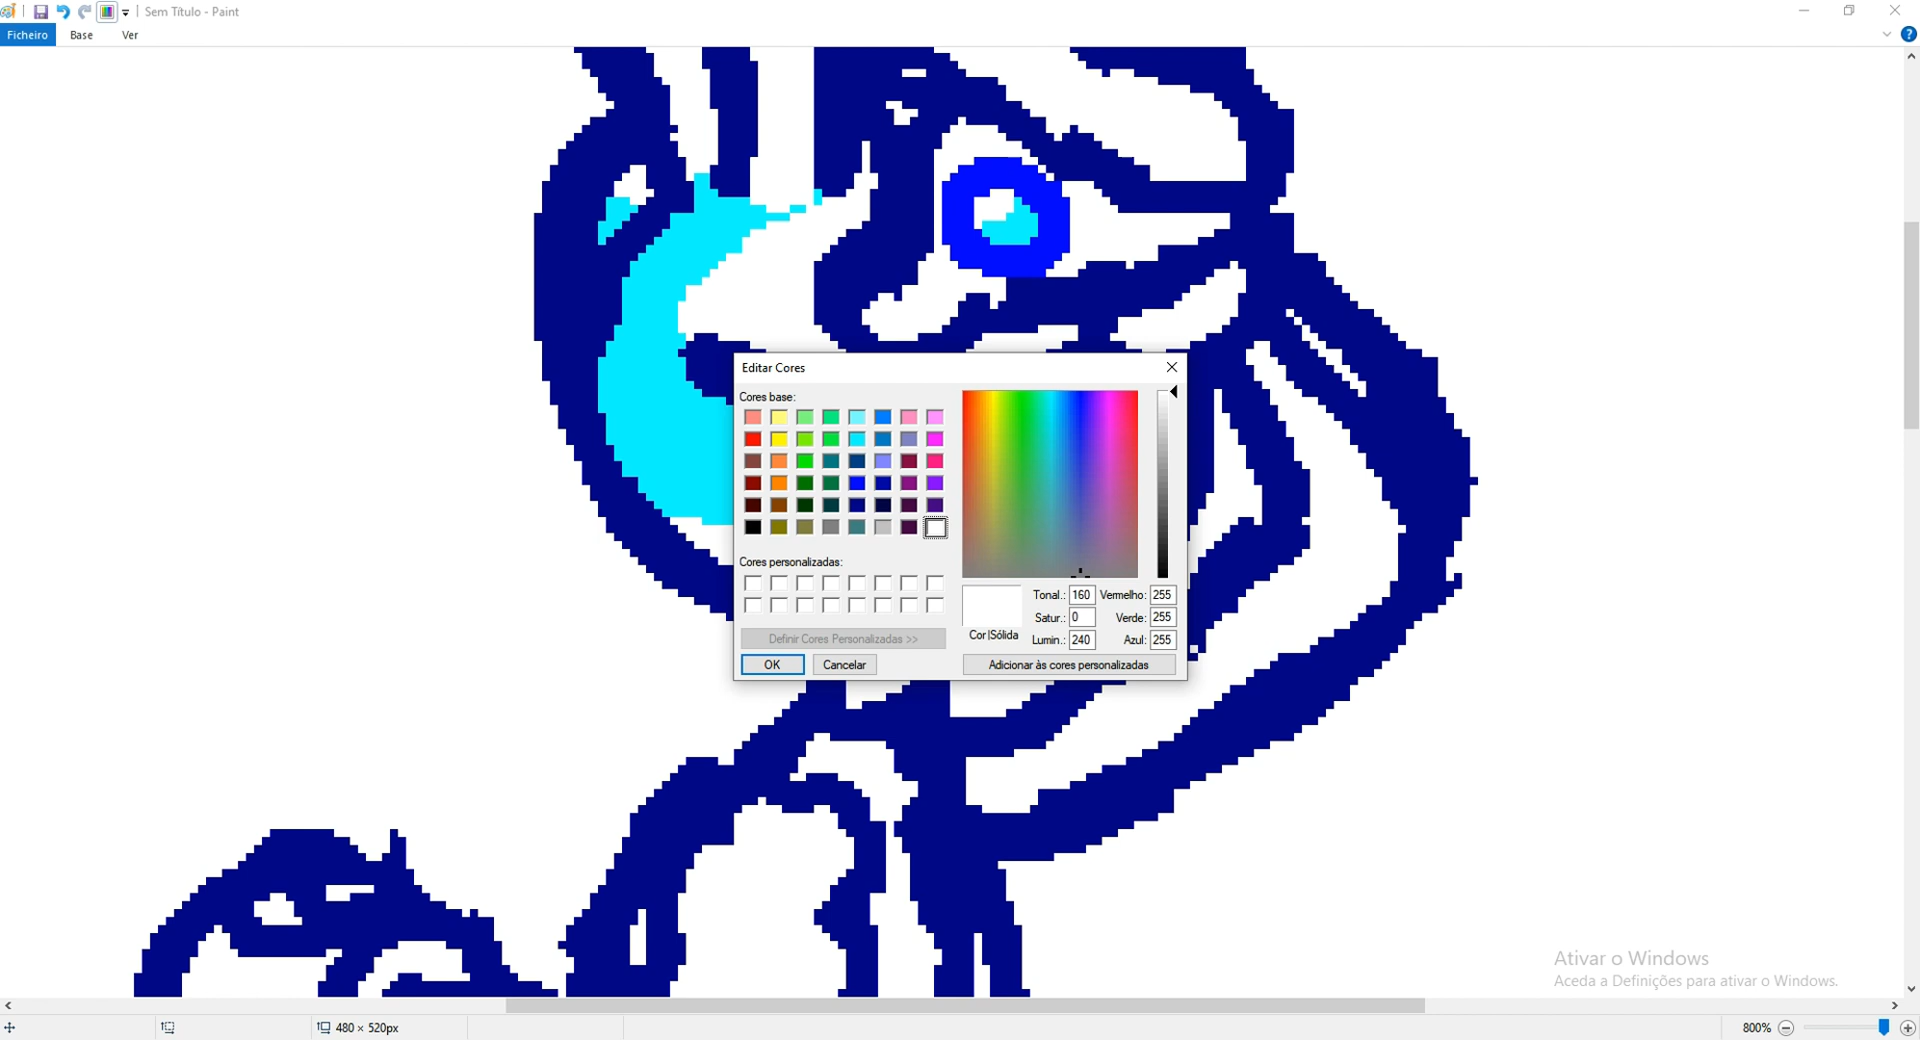 Sem Título - Paint
Ficheiro Base Ver
?
Editar Cores
Cores base:
Cores personalizadas:
Tonal.: 160 Vermelho: 255
Satur.: 0 Verde: 255
Cor|Sólida Lumin.: 240 Azul: 255
Definir Cores Personalizadas >>
OK Cancelar Adicionar às cores personalizadas
Ativar o Windows
Aceda a Definições para ativar o Windows.
480 × 520px 800%